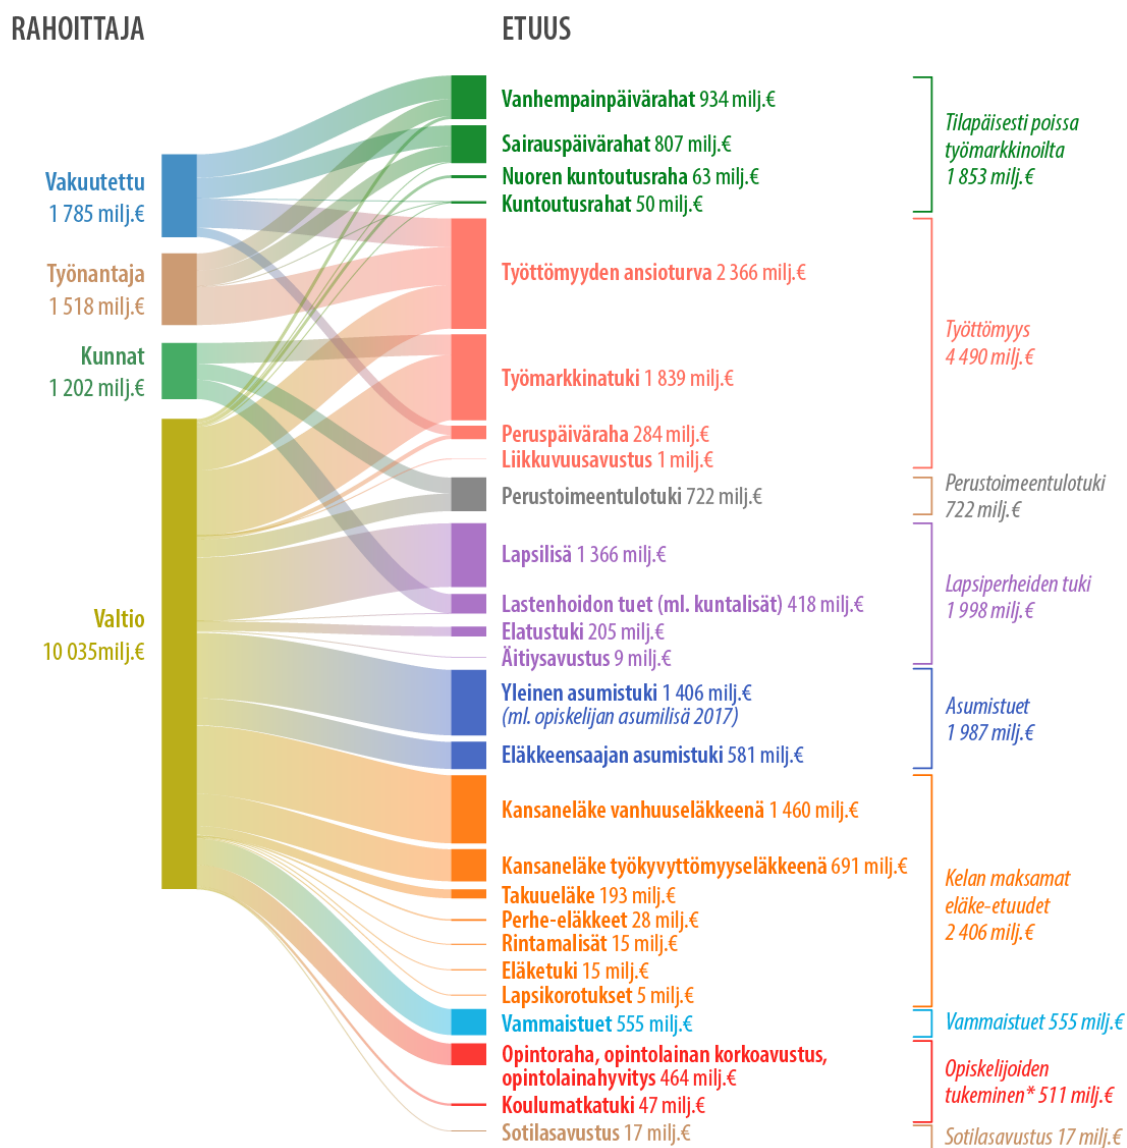 RAHOITTAJA
ETUUS
Vakuutettu
1 785 milj.€
Työnantaja
1 518 milj.€
Kunnat
1 202 milj.€
Valtio
10 035milj.€
Vanhempainpäivärahat 934 milj.€
Sairauspäivärahat 807 milj.€
Nuoren kuntoutusraha 63 milj.€
Kuntoutusrahat 50 milj.€
Työttömyyden ansioturva 2 366 milj.€
Työmarkkinatuki 1 839 milj.€
Peruspäiväraha 284 milj.€
Liikkuvuusavustus 1 milj.€
Perustoimeentulotuki 722 milj.€
Lapsilisä 1 366 milj.€
Lastenhoidon tuet (ml. kuntalisät) 418 milj.€
Elatustuki 205 milj.€
Äitiysavustus 9 milj.€
Yleinen asumistuki 1 406 milj.€
(ml. opiskelijan asumilisä 2017)
Eläkkeensaajan asumistuki 581 milj.€
Kansaneläke vanhuuseläkkeenä 1 460 milj.€
Kansaneläke työkyvyttömyyseläkkeenä 691 milj.€
Takuueläke 193 milj.€
Perhe-eläkkeet 28 milj.€
Rintamalisät 15 milj.€
Eläketuki 15 milj.€
Lapsikorotukset 5 milj.€
Vammaistuet 555 milj.€
Opintoraha, opintolainan korkoavustus,
opintolainahyvitys 464 milj.€
Koulumatkatuki 47 milj.€
Sotilasavustus 17 milj.€
Tilapäisesti poissa
työmarkkinoilta
1 853 milj.€
Työttömyys
4 490 milj.€
Perustoimeentulotuki
722 milj.€
Lapsiperheiden tuki
1 998 milj.€
Asumistuet
1 987 milj.€
Kelan maksamat
eläke-etuudet
2 406 milj.€
Vammaistuet 555 milj.€
Opiskelijoiden
tukeminen* 511 milj.€
Sotilasavustus 17 milj.€